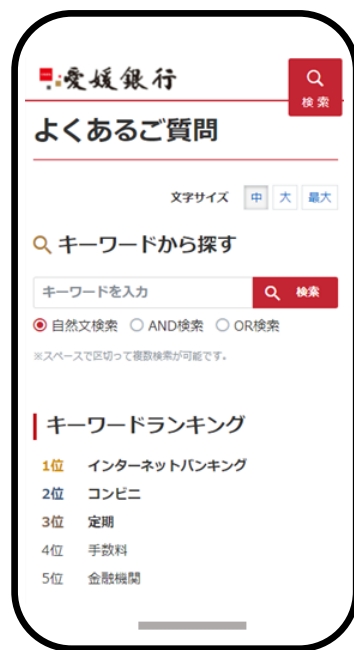 愛媛銀行
検索
よくあるご質問
文字サイズ 中 大 最大
キーワードから探す
キーワードを入力 検索
自然文検索 AND検索 OR検索
※スペースで区切って複数検索が可能です。
キーワードランキング
1位 インターネットバンキング
2位 コンビニ
3位 定期
4位 手数料
5位 金融機関